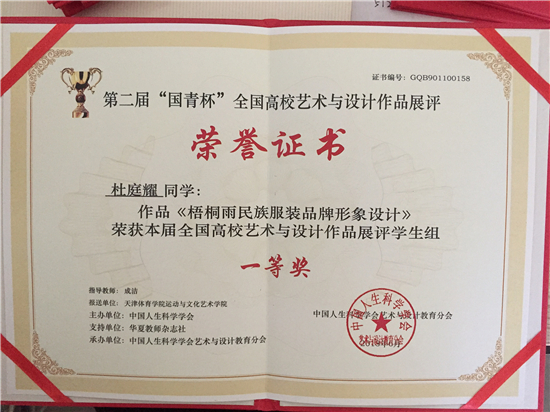 证书编号：GQB901100158
第二届“国青杯”全国高校艺术与设计作品展评
荣誉证书
杜庭耀同学：
作品《梧桐雨民族服装品牌形象设计》
荣获本届全国高校艺术与设计作品展评学生组
一等奖
指导教师：成洁
报送单位：天津体育学院运动与文化艺术学院
主办单位：中国人生科学学会
支持单位：华夏教师杂志社
承办单位：中国人生科学学会艺术与设计教育分会
中国人生科学学会艺术与设计教育分会
中国人生科学学会